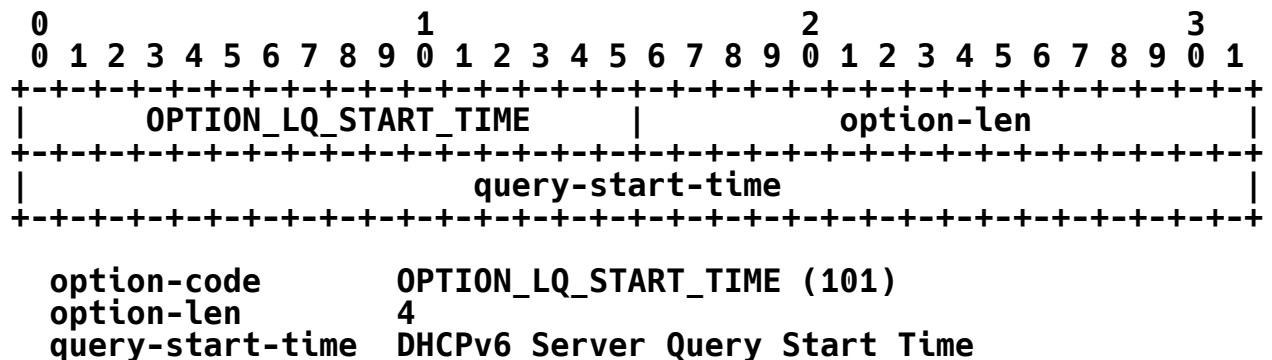 0                   1                   2                   3
 0 1 2 3 4 5 6 7 8 9 0 1 2 3 4 5 6 7 8 9 0 1 2 3 4 5 6 7 8 9 0 1
+-+-+-+-+-+-+-+-+-+-+-+-+-+-+-+-+-+-+-+-+-+-+-+-+-+-+-+-+-+-+-+-+
|      OPTION_LQ_START_TIME     |          option-len           |
+-+-+-+-+-+-+-+-+-+-+-+-+-+-+-+-+-+-+-+-+-+-+-+-+-+-+-+-+-+-+-+-+
|                       query-start-time                        |
+-+-+-+-+-+-+-+-+-+-+-+-+-+-+-+-+-+-+-+-+-+-+-+-+-+-+-+-+-+-+-+-+

  option-code       OPTION_LQ_START_TIME (101)
  option-len        4
  query-start-time  DHCPv6 Server Query Start Time